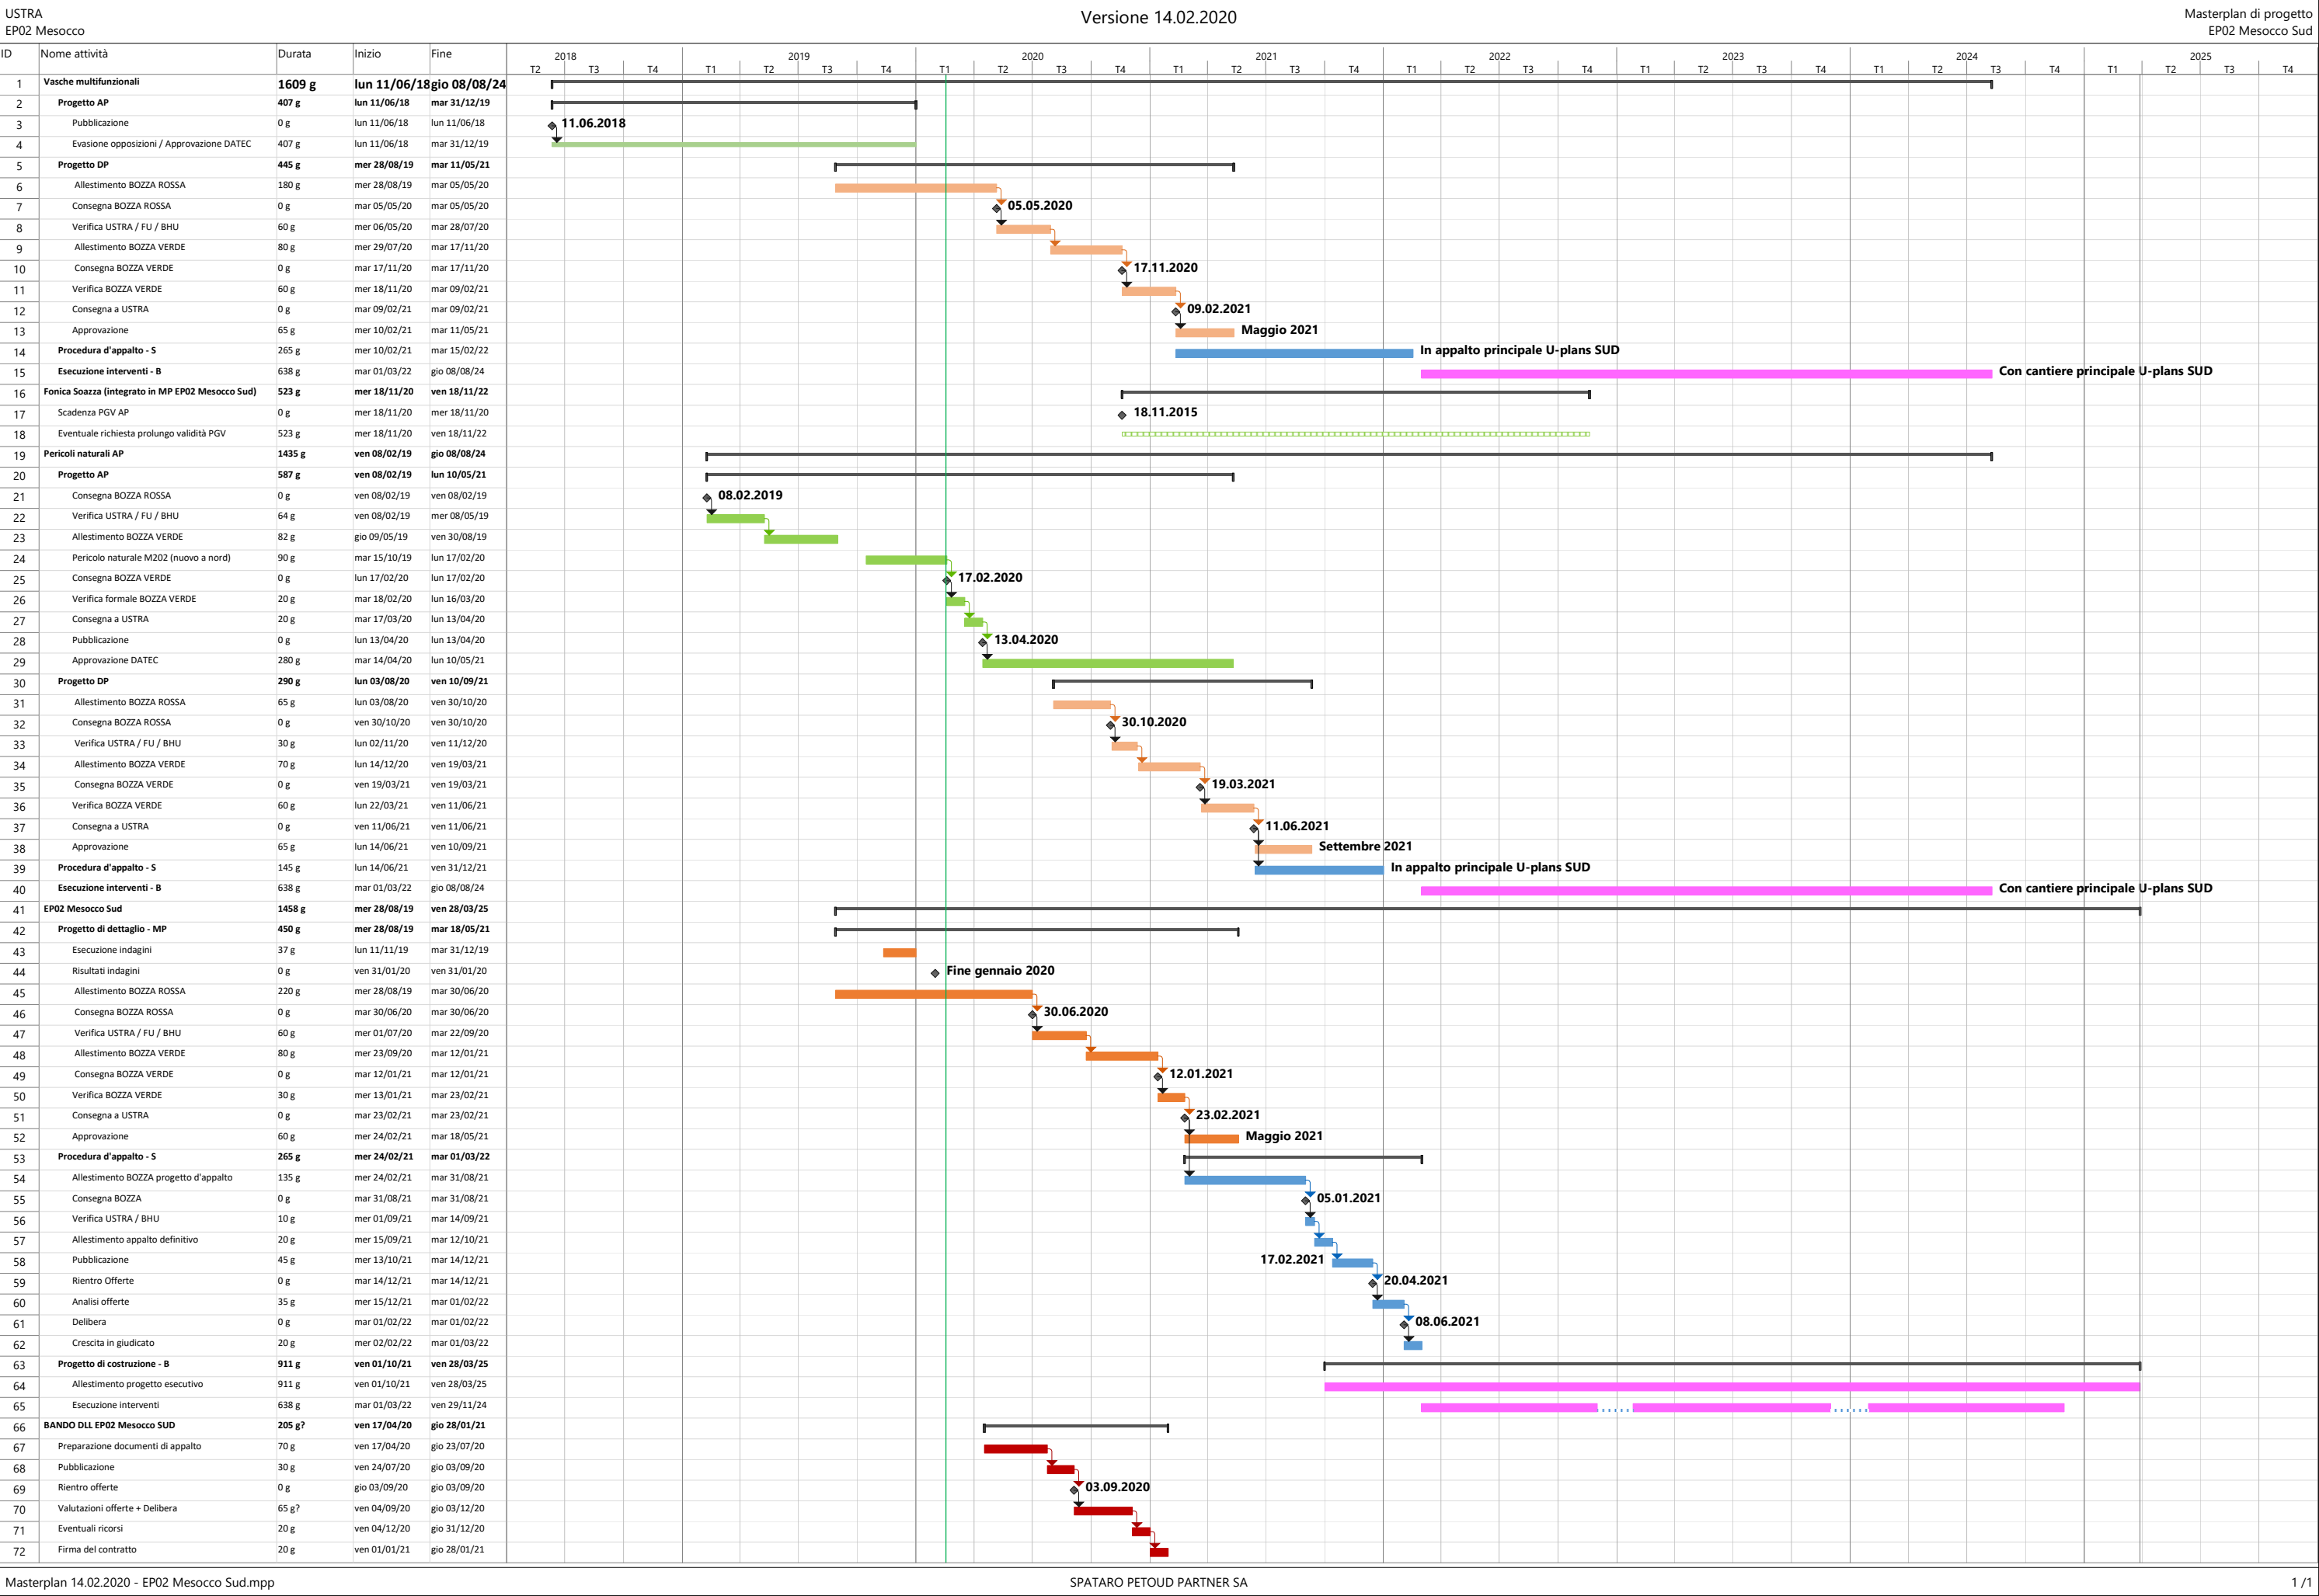 USTRA
EP02 Mesocco
Versione 14.02.2020
Masterplan di progetto
EP02 Mesocco Sud
ID Nome attività Durata Inizio Fine
2018 2019 2020 2021 2022 2023 2024 2025
T2 T3 T4 T1 T2 T3 T4 T1 T2 T3 T4 T1 T2 T3 T4 T1 T2 T3 T4 T1 T2 T3 T4 T1 T2 T3 T4 T1 T2 T3 T4
1 Vasche multifunzionali 1609 g lun 11/06/18 gio 08/08/24
2 Progetto AP 407 g lun 11/06/18 mar 31/12/19
3 Pubblicazione 0 g lun 11/06/18 lun 11/06/18 11.06.2018
4 Evasione opposizioni / Approvazione DATEC 407 g lun 11/06/18 mar 31/12/19
5 Progetto DP 445 g mer 28/08/19 mar 11/05/21
6 Allestimento BOZZA ROSSA 180 g mer 28/08/19 mar 05/05/20
7 Consegna BOZZA ROSSA 0 g mar 05/05/20 mar 05/05/20 05.05.2020
8 Verifica USTRA / FU / BHU 60 g mer 06/05/20 mar 28/07/20
9 Allestimento BOZZA VERDE 80 g mer 29/07/20 mar 17/11/20
10 Consegna BOZZA VERDE 0 g mar 17/11/20 mar 17/11/20 17.11.2020
11 Verifica BOZZA VERDE 60 g mer 18/11/20 mar 09/02/21
12 Consegna a USTRA 0 g mar 09/02/21 mar 09/02/21 09.02.2021
13 Approvazione 65 g mer 10/02/21 mar 11/05/21 Maggio 2021
14 Procedura d'appalto - S 265 g mer 10/02/21 mar 15/02/22 In appalto principale U-plans SUD
15 Esecuzione interventi - B 638 g mar 01/03/22 gio 08/08/24 Con cantiere principale U-plans SUD
16 Fonica Soazza (integrato in MP EP02 Mesocco Sud) 523 g mer 18/11/20 ven 18/11/22
17 Scadenza PGV AP 0 g mer 18/11/20 mer 18/11/20 18.11.2015
18 Eventuale richiesta prolungo validità PGV 523 g mer 18/11/20 ven 18/11/22
19 Pericoli naturali AP 1435 g ven 08/02/19 gio 08/08/24
20 Progetto AP 587 g ven 08/02/19 lun 10/05/21
21 Consegna BOZZA ROSSA 0 g ven 08/02/19 ven 08/02/19 08.02.2019
22 Verifica USTRA / FU / BHU 64 g ven 08/02/19 mer 08/05/19
23 Allestimento BOZZA VERDE 82 g gio 09/05/19 ven 30/08/19
24 Pericolo naturale M202 (nuovo a nord) 90 g mar 15/10/19 lun 17/02/20
25 Consegna BOZZA VERDE 0 g lun 17/02/20 lun 17/02/20 17.02.2020
26 Verifica formale BOZZA VERDE 20 g mar 18/02/20 lun 16/03/20
27 Consegna a USTRA 20 g mar 17/03/20 lun 13/04/20
28 Pubblicazione 0 g lun 13/04/20 lun 13/04/20 13.04.2020
29 Approvazione DATEC 280 g mar 14/04/20 lun 10/05/21
30 Progetto DP 290 g lun 03/08/20 ven 10/09/21
31 Allestimento BOZZA ROSSA 65 g lun 03/08/20 ven 30/10/20
32 Consegna BOZZA ROSSA 0 g ven 30/10/20 ven 30/10/20 30.10.2020
33 Verifica USTRA / FU / BHU 30 g lun 02/11/20 ven 11/12/20
34 Allestimento BOZZA VERDE 70 g lun 14/12/20 ven 19/03/21
35 Consegna BOZZA VERDE 0 g ven 19/03/21 ven 19/03/21 19.03.2021
36 Verifica BOZZA VERDE 60 g lun 22/03/21 ven 11/06/21
37 Consegna a USTRA 0 g ven 11/06/21 ven 11/06/21 11.06.2021
38 Approvazione 65 g lun 14/06/21 ven 10/09/21 Settembre 2021
39 Procedura d'appalto - S 145 g lun 14/06/21 ven 31/12/21 In appalto principale U-plans SUD
40 Esecuzione interventi - B 638 g mar 01/03/22 gio 08/08/24 Con cantiere principale U-plans SUD
41 EP02 Mesocco Sud 1458 g mer 28/08/19 ven 28/03/25
42 Progetto di dettaglio - MP 450 g mer 28/08/19 mar 18/05/21
43 Esecuzione indagini 37 g lun 11/11/19 mar 31/12/19
44 Risultati indagini 0 g ven 31/01/20 ven 31/01/20 Fine gennaio 2020
45 Allestimento BOZZA ROSSA 220 g mer 28/08/19 mar 30/06/20
46 Consegna BOZZA ROSSA 0 g mar 30/06/20 mar 30/06/20 30.06.2020
47 Verifica USTRA / FU / BHU 60 g mer 01/07/20 mar 22/09/20
48 Allestimento BOZZA VERDE 80 g mer 23/09/20 mar 12/01/21
49 Consegna BOZZA VERDE 0 g mar 12/01/21 mar 12/01/21 12.01.2021
50 Verifica BOZZA VERDE 30 g mer 13/01/21 mar 23/02/21
51 Consegna a USTRA 0 g mar 23/02/21 mar 23/02/21 23.02.2021
52 Approvazione 60 g mer 24/02/21 mar 18/05/21 Maggio 2021
53 Procedura d'appalto - S 265 g mer 24/02/21 mar 01/03/22
54 Allestimento BOZZA progetto d'appalto 135 g mer 24/02/21 mar 31/08/21
55 Consegna BOZZA 0 g mar 31/08/21 mar 31/08/21 05.01.2021
56 Verifica USTRA / BHU 10 g mer 01/09/21 mar 14/09/21
57 Allestimento appalto definitivo 20 g mer 15/09/21 mar 12/10/21
58 Pubblicazione 45 g mer 13/10/21 mar 14/12/21 17.02.2021
59 Rientro Offerte 0 g mar 14/12/21 mar 14/12/21 20.04.2021
60 Analisi offerte 35 g mer 15/12/21 mar 01/02/22
61 Delibera 0 g mar 01/02/22 mar 01/02/22 08.06.2021
62 Crescita in giudicato 20 g mer 02/02/22 mar 01/03/22
63 Progetto di costruzione - B 911 g ven 01/10/21 ven 28/03/25
64 Allestimento progetto esecutivo 911 g ven 01/10/21 ven 28/03/25
65 Esecuzione interventi 638 g mar 01/03/22 ven 29/11/24
66 BANDO DLL EP02 Mesocco SUD 205 g? ven 17/04/20 gio 28/01/21
67 Preparazione documenti di appalto 70 g ven 17/04/20 gio 23/07/20
68 Pubblicazione 30 g ven 24/07/20 gio 03/09/20
69 Rientro offerte 0 g gio 03/09/20 gio 03/09/20 03.09.2020
70 Valutazioni offerte + Delibera 65 g? ven 04/09/20 gio 03/12/20
71 Eventuali ricorsi 20 g ven 04/12/20 gio 31/12/20
72 Firma del contratto 20 g ven 01/01/21 gio 28/01/21
Masterplan 14.02.2020 - EP02 Mesocco Sud.mpp
SPATARO PETOUD PARTNER SA
1 /1